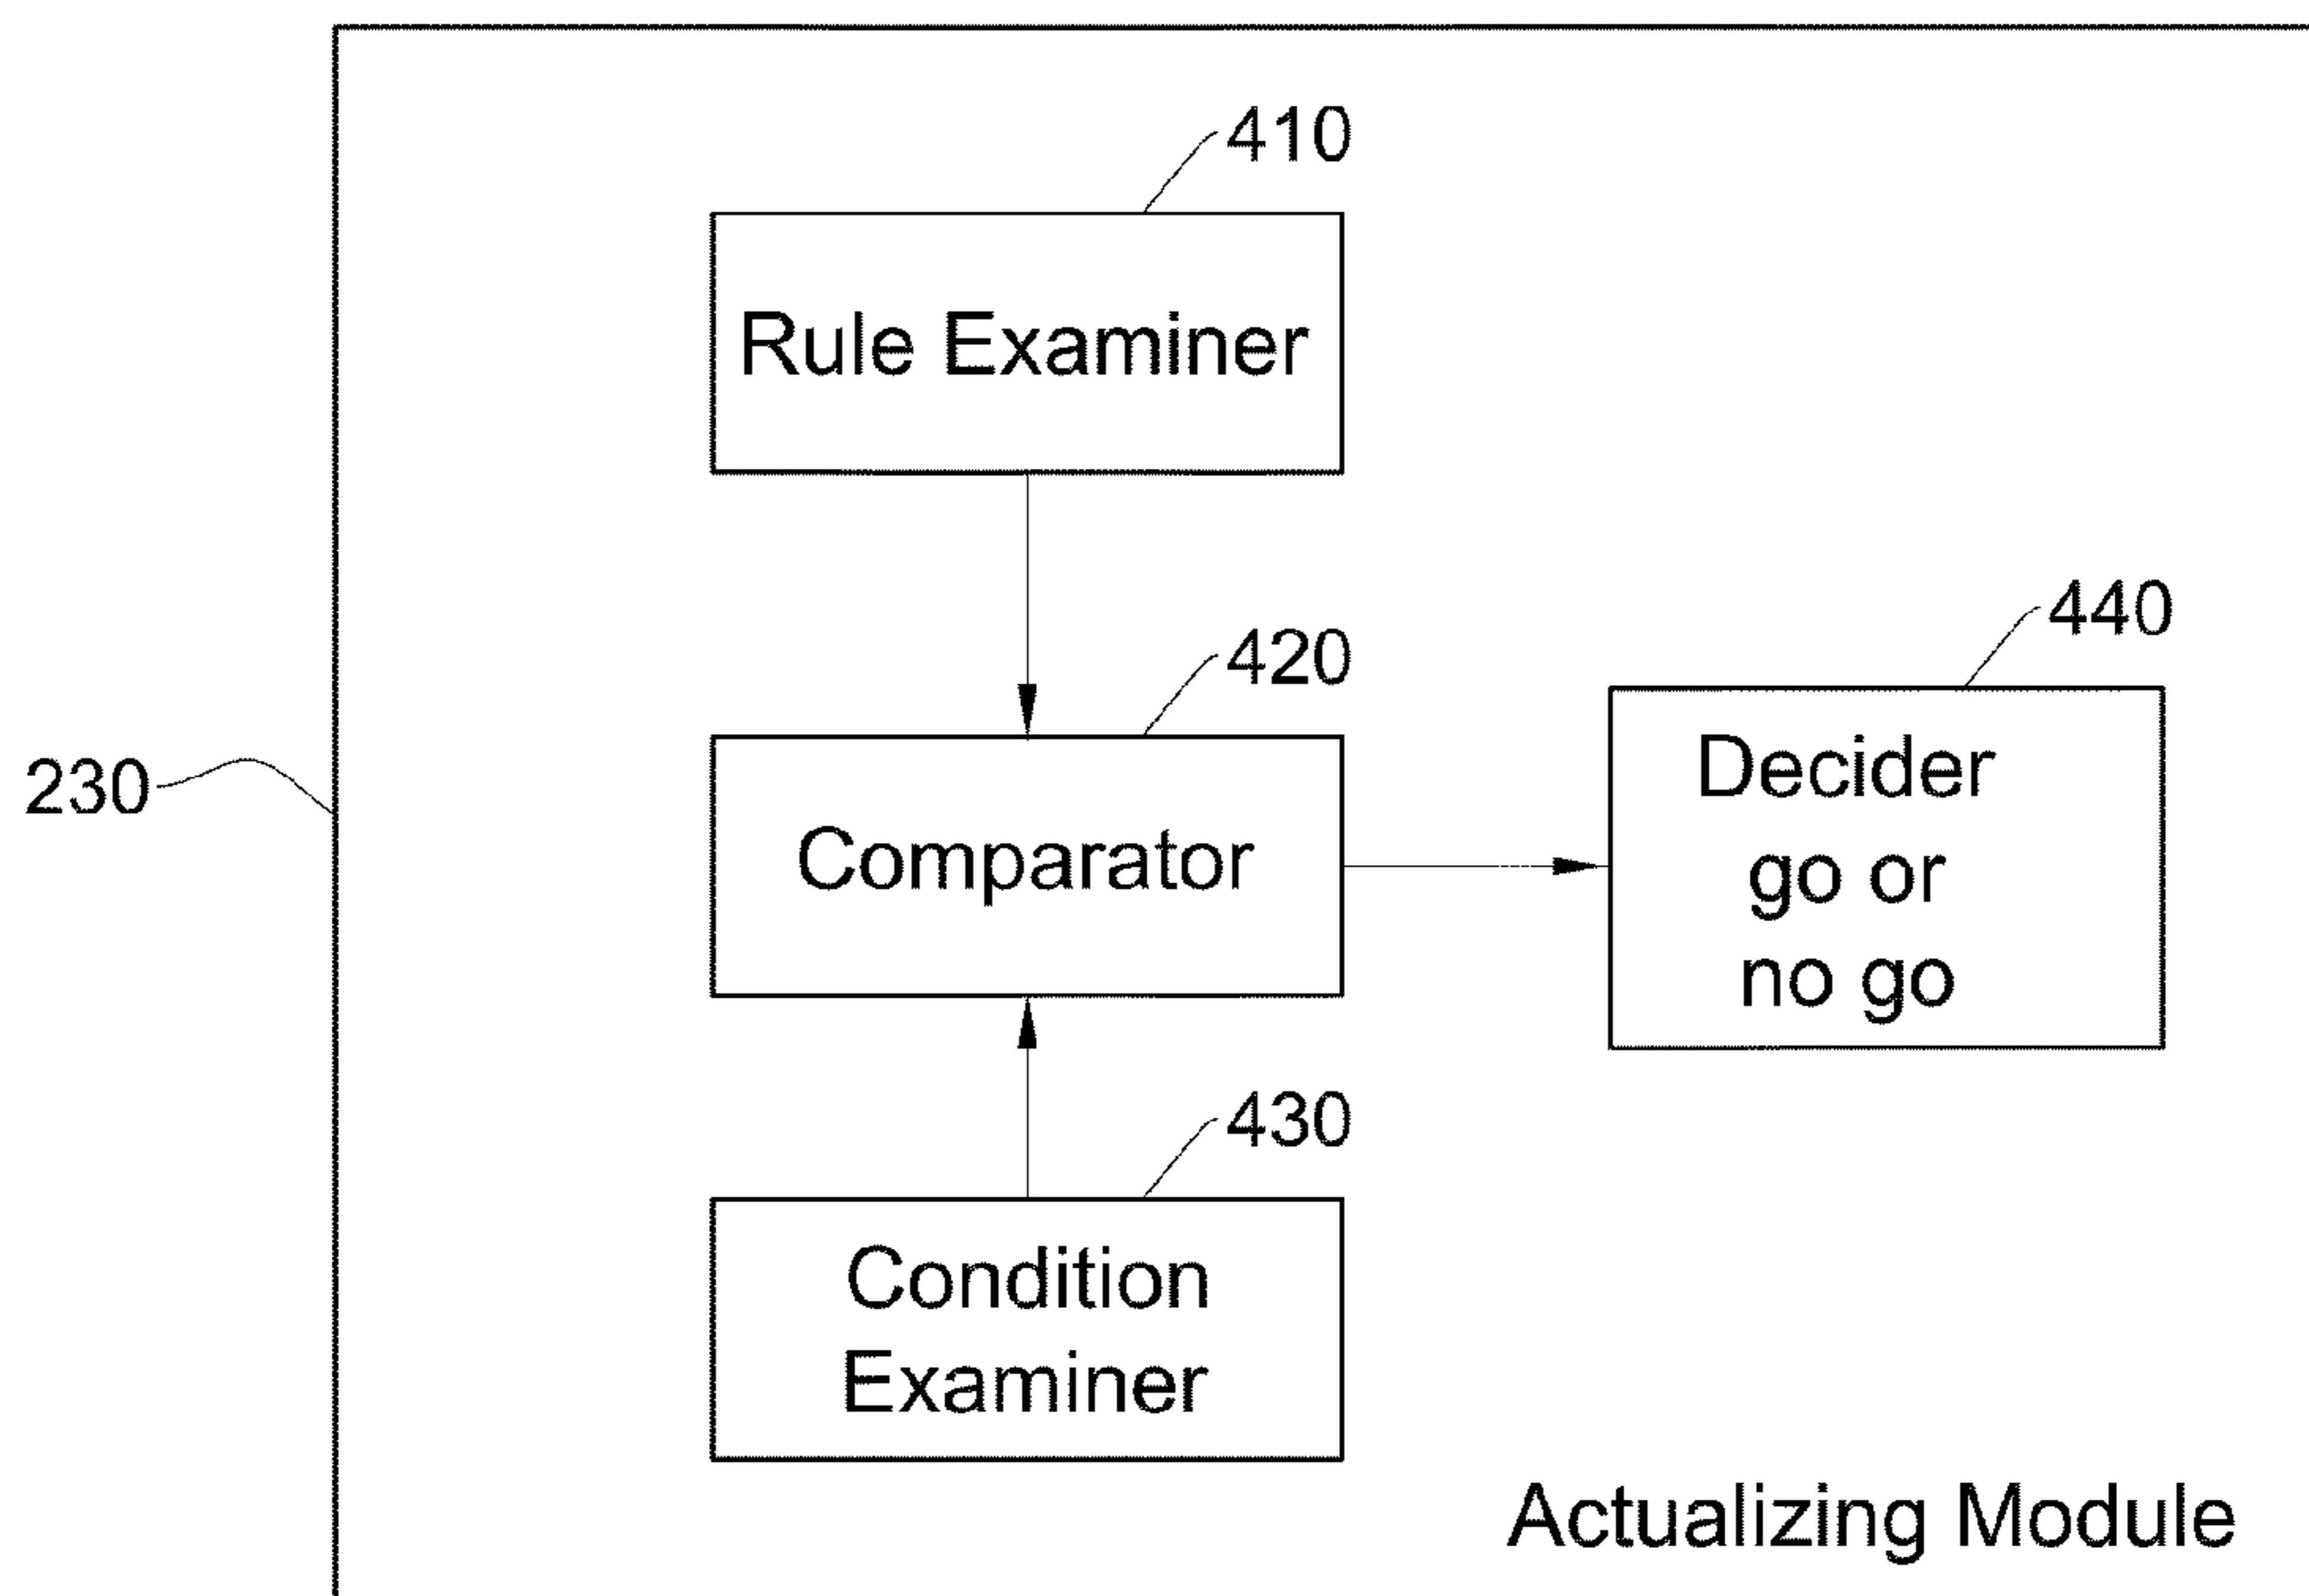 410
Rule Examiner
420
440
230
Comparator
Decider
go or
no go
430
Condition
Examiner
Actualizing Module